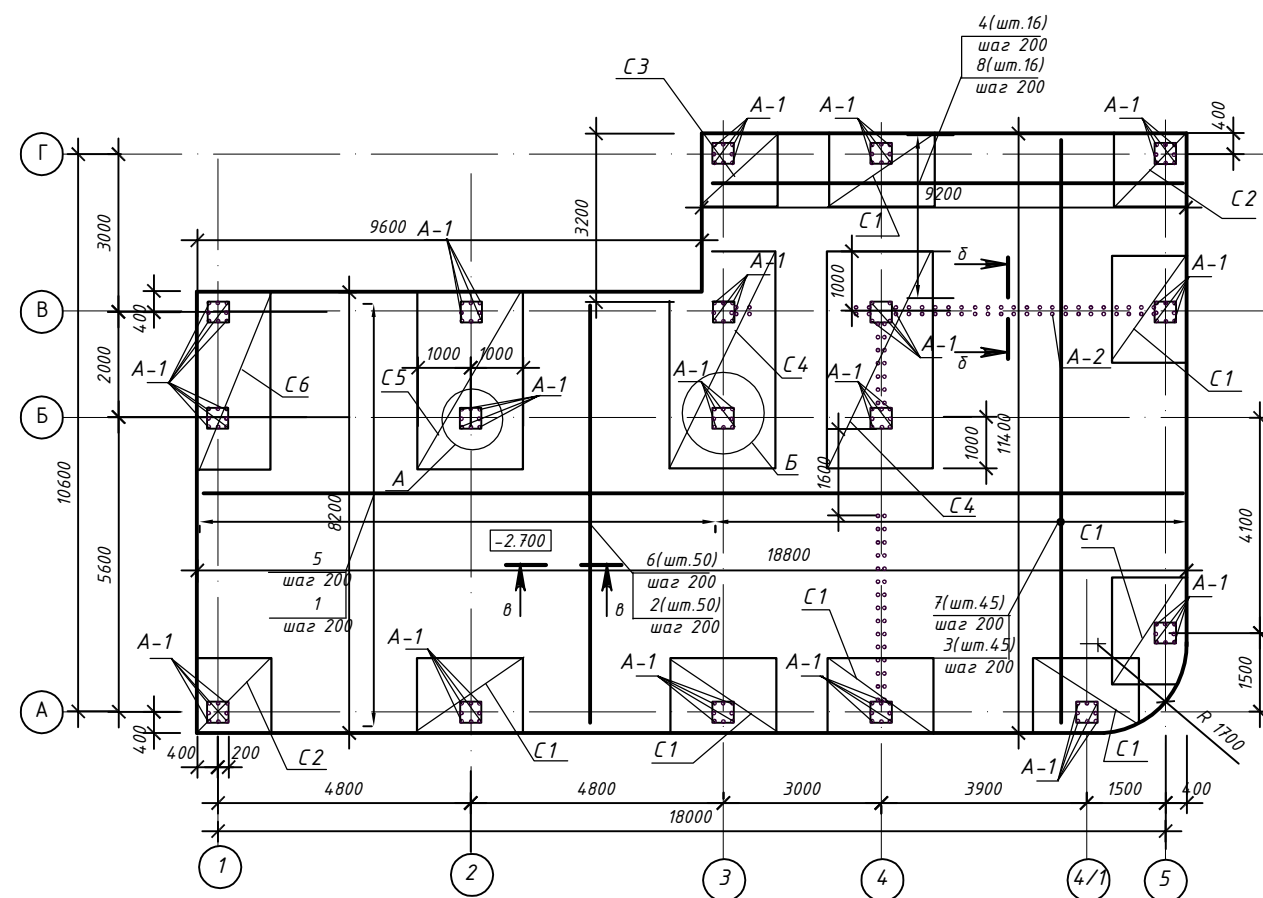 4(шт.16)
шаг 200
8(шт.16)
шаг 200
С3
А-1
А-1
А-1
400
Г
9200
С2
С1
3000
9600
А-1
3200
А-1
1000
б
А-1
В
400
А-1
2000
А-1
1000
1000
С6
С5
А-1
А-1
С4
А-1
А-1
б
А-2
С1
Б
10600
8200
А
1600
Б
С4
1000
11400
5600
-2.700
18800
С1
4100
5
шаг 200
1
шаг 200
в
в
6(шт.50)
шаг 200
2(шт.50)
шаг 200
С1
7(шт.45)
шаг 200
3(шт.45)
шаг 200
А-1
С1
А-1
А-1
А-1
А-1
1500
А
400
400
200
С2
С1
С1
А-1
С1
R 1700
4800
4800
3000
3900
1500
400
18000
1
2
3
4
4/1
5